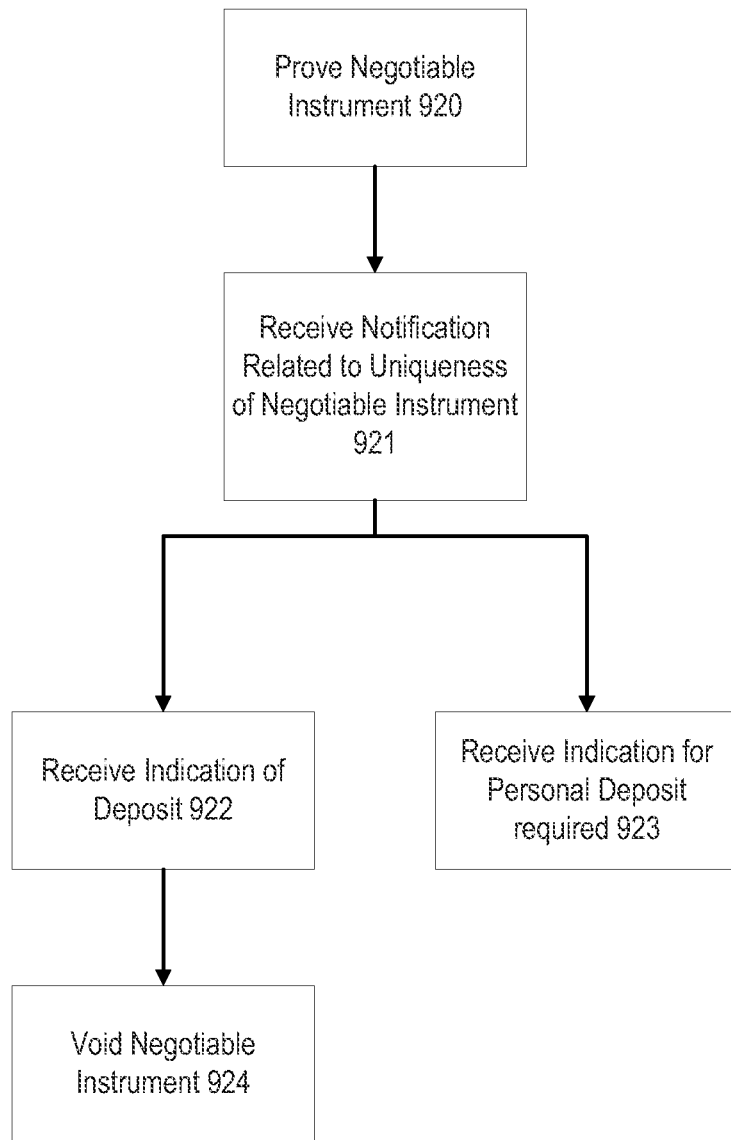 Prove Negotiable
Instrument 920
Receive Notification
Related to Uniqueness
of Negotiable Instrument
921
Receive Indication of
Deposit 922
Receive Indication for
Personal Deposit
required 923
Void Negotiable
Instrument 924